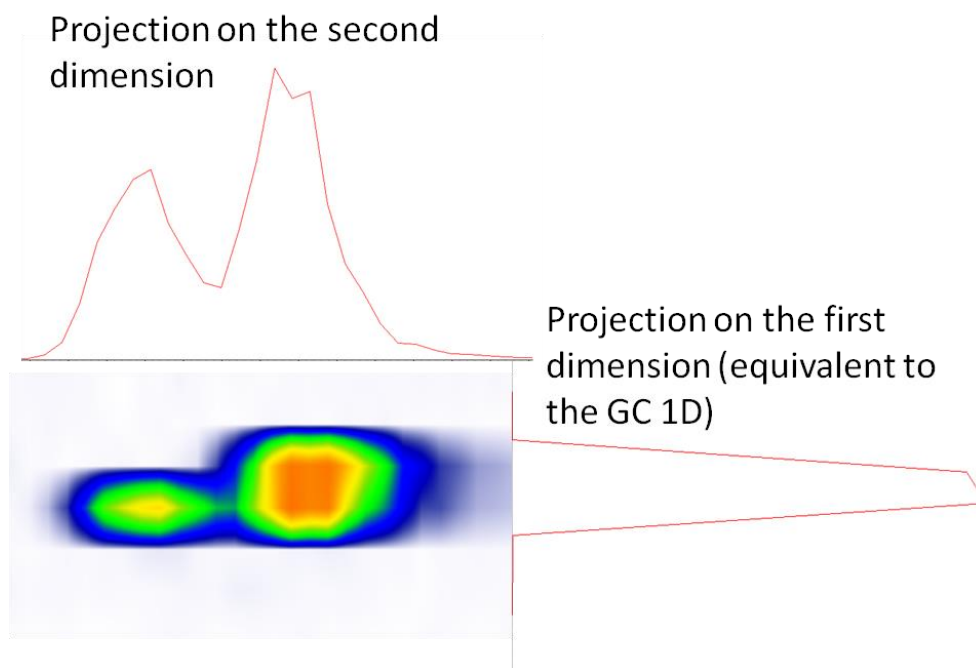 Projection on the second
dimension
Projection on the first
dimension (equivalent to
the GC 1D)